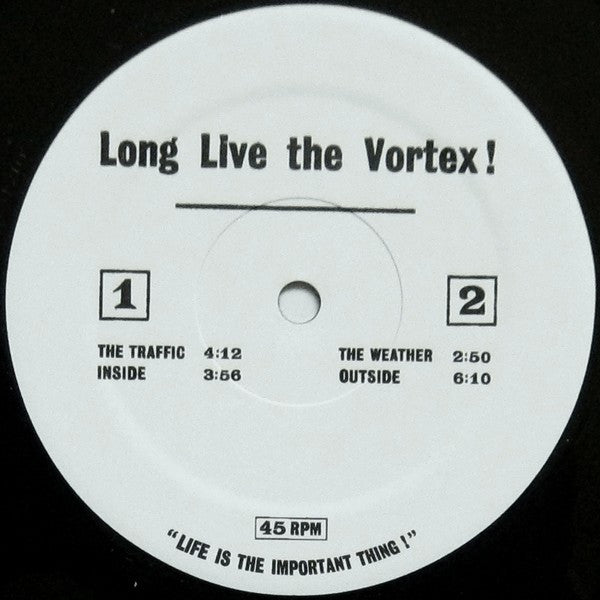 Long Live the Vortex!
1
THE TRAFFIC 4:12
INSIDE 3:56
2
THE WEATHER 2:50
OUTSIDE 6:10
45 RPM
"LIFE IS THE IMPORTANT THING!"